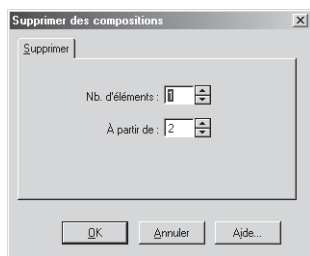 Supprimer des compositions
Supprimer
Nb. d'éléments : 1
À partir de : 2
OK Annuler Aide...